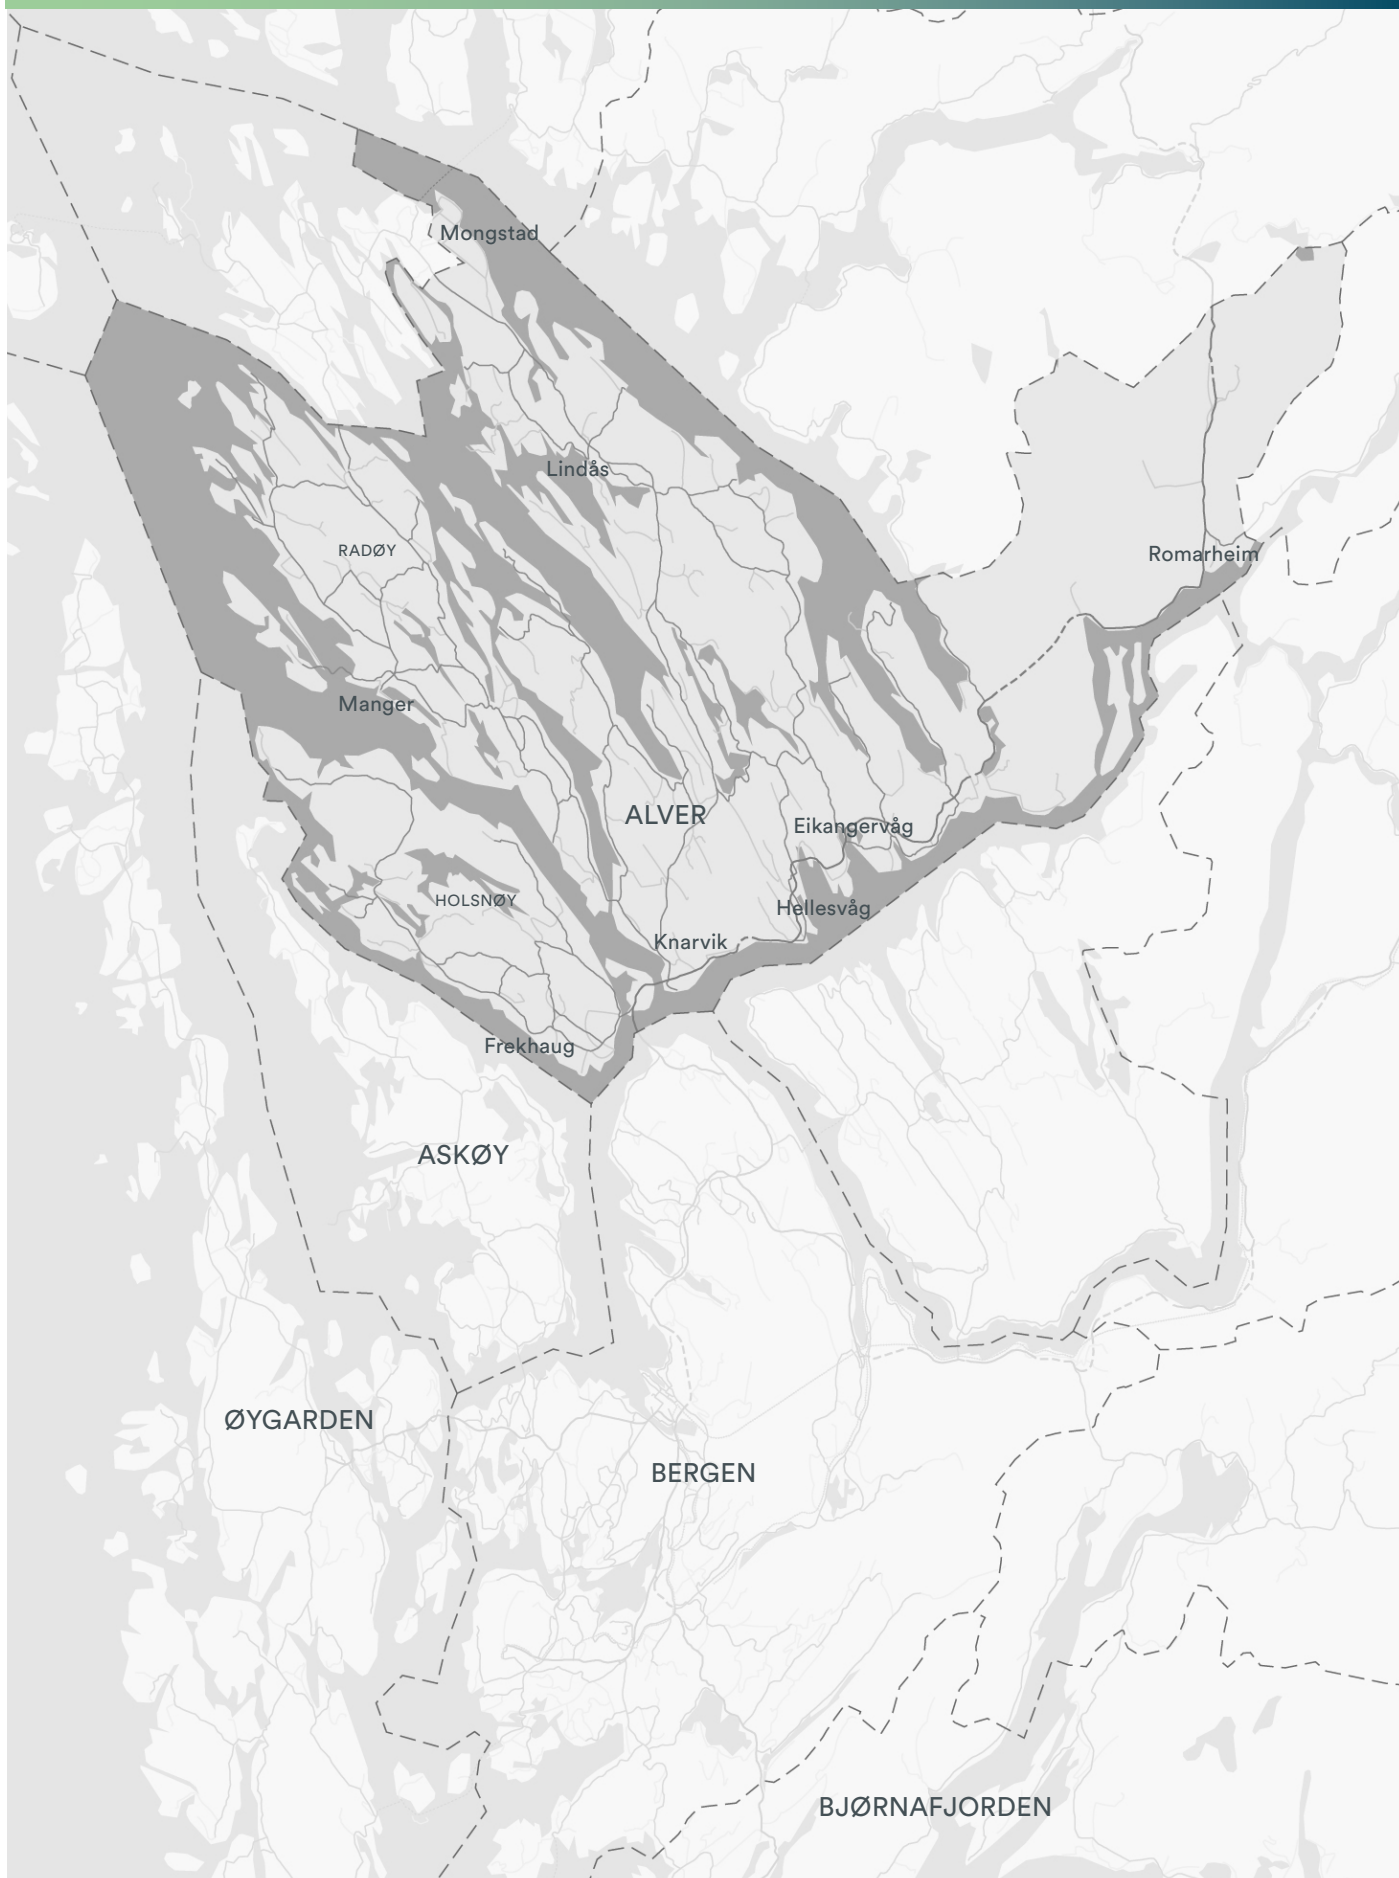 Mongstad
Lindås
RADØY
Romarheim
Manger
ALVER
Eikangervåg
HOLSNØY
Hellesvåg
Knarvik
Frekhaug
ASKØY
ØYGARDEN
BERGEN
BJØRNAFJORDEN